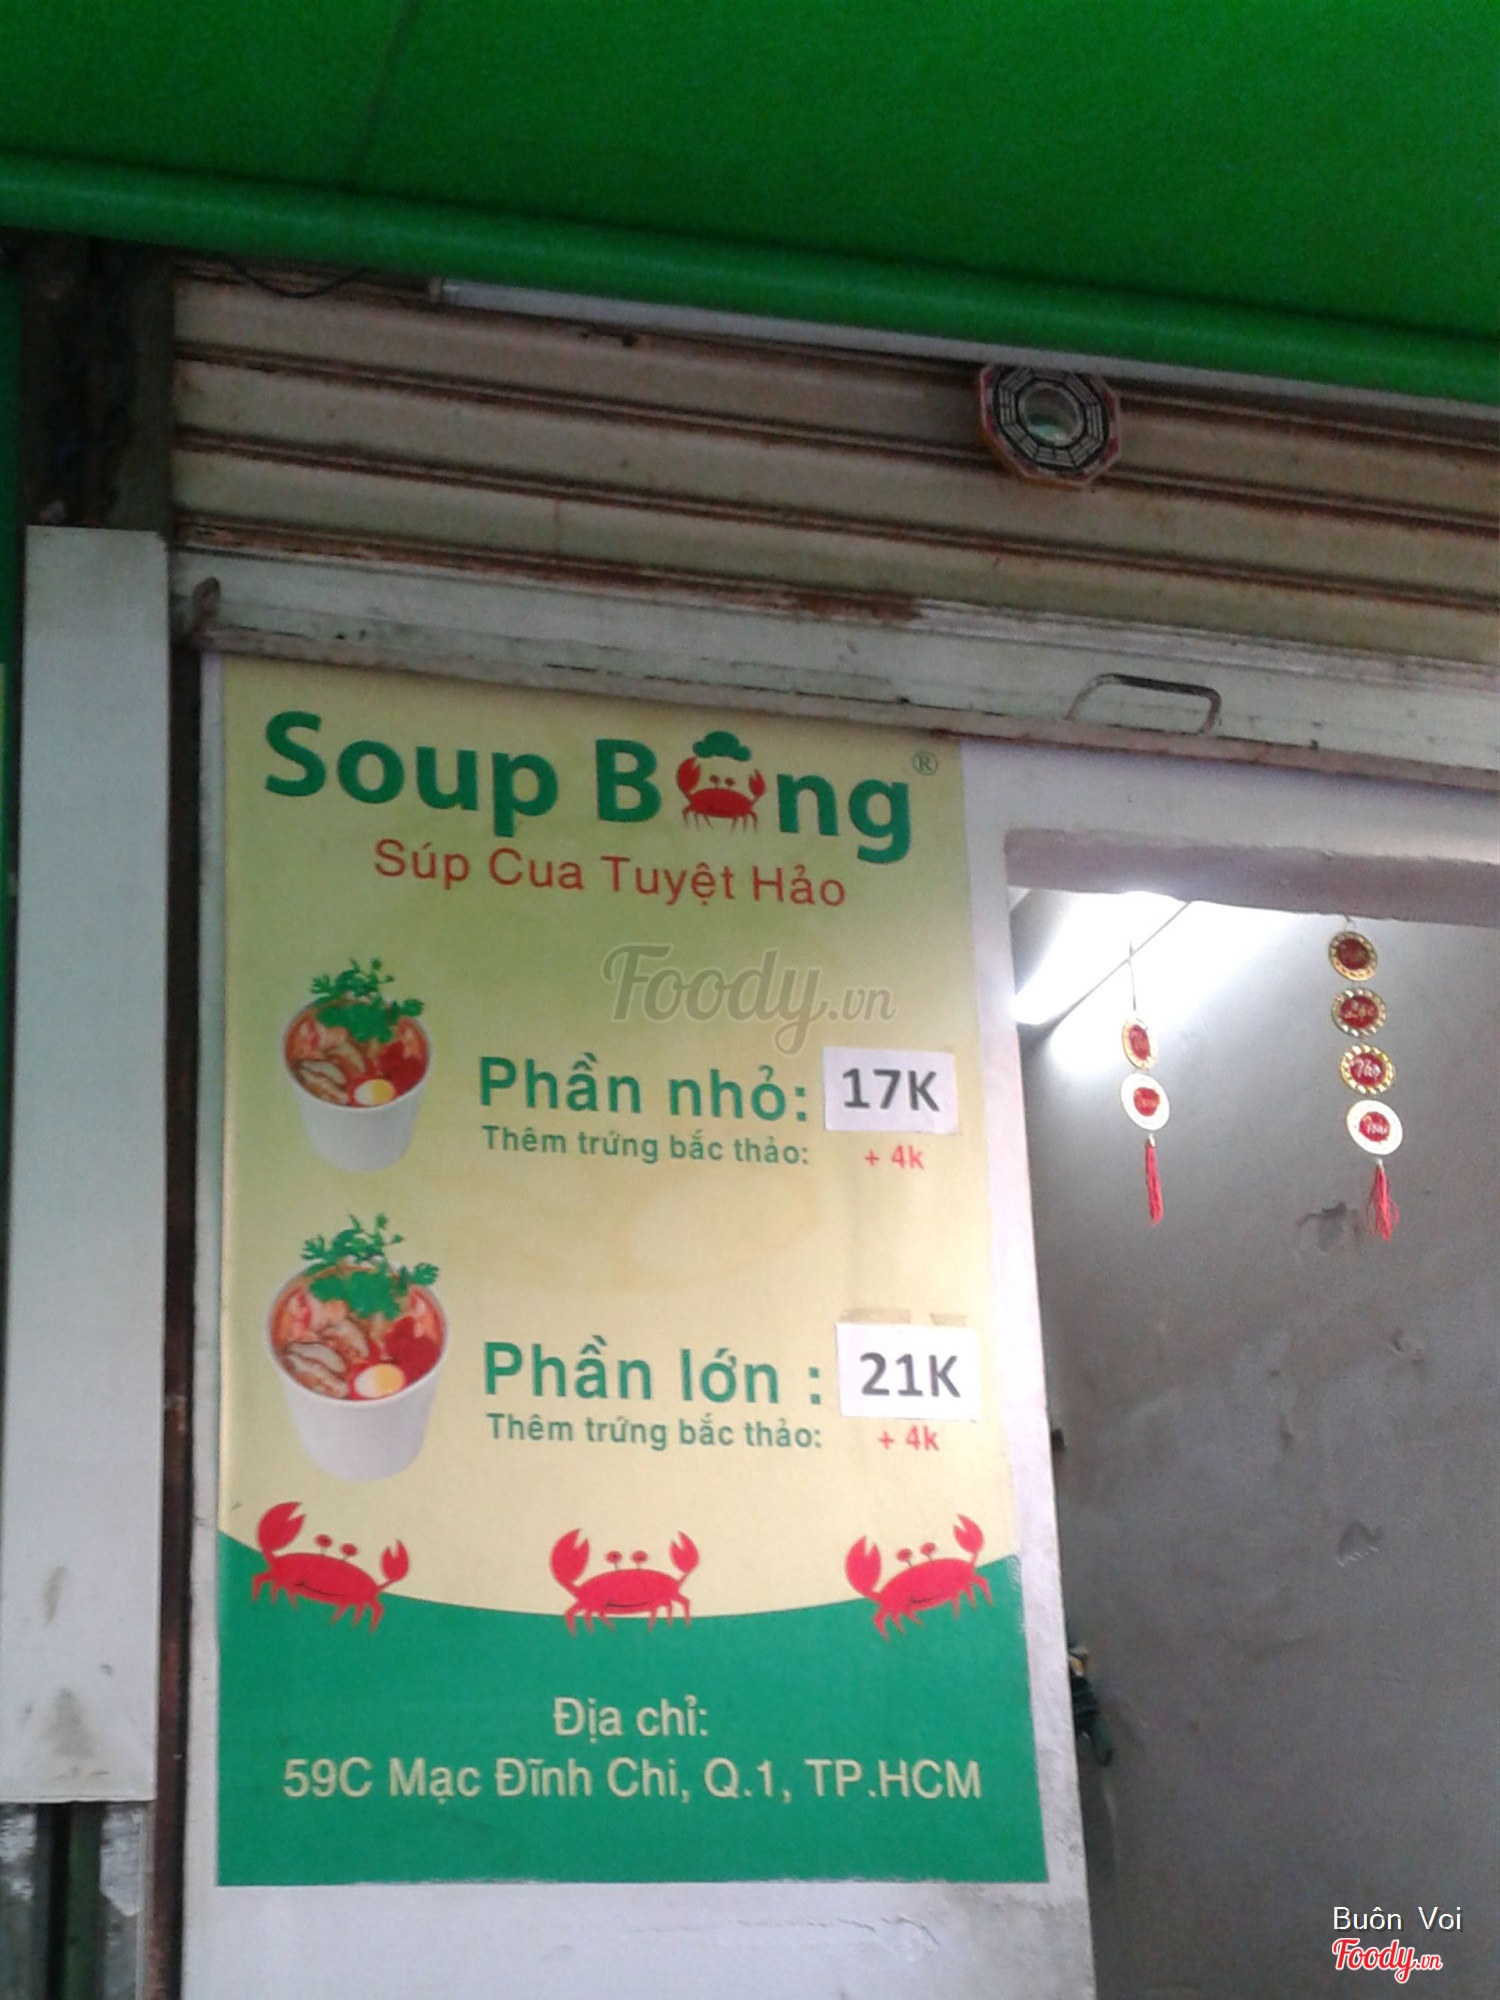 Soup Bông®
Súp Cua Tuyệt Hảo
Foody.vn
Phần nhỏ: 17K
Thêm trứng bắc thảo: + 4k
Phần lớn : 21K
Thêm trứng bắc thảo: + 4k
Địa chỉ:
59C Mạc Đĩnh Chi, Q.1, TP.HCM
Buôn Voi
Foody.vn